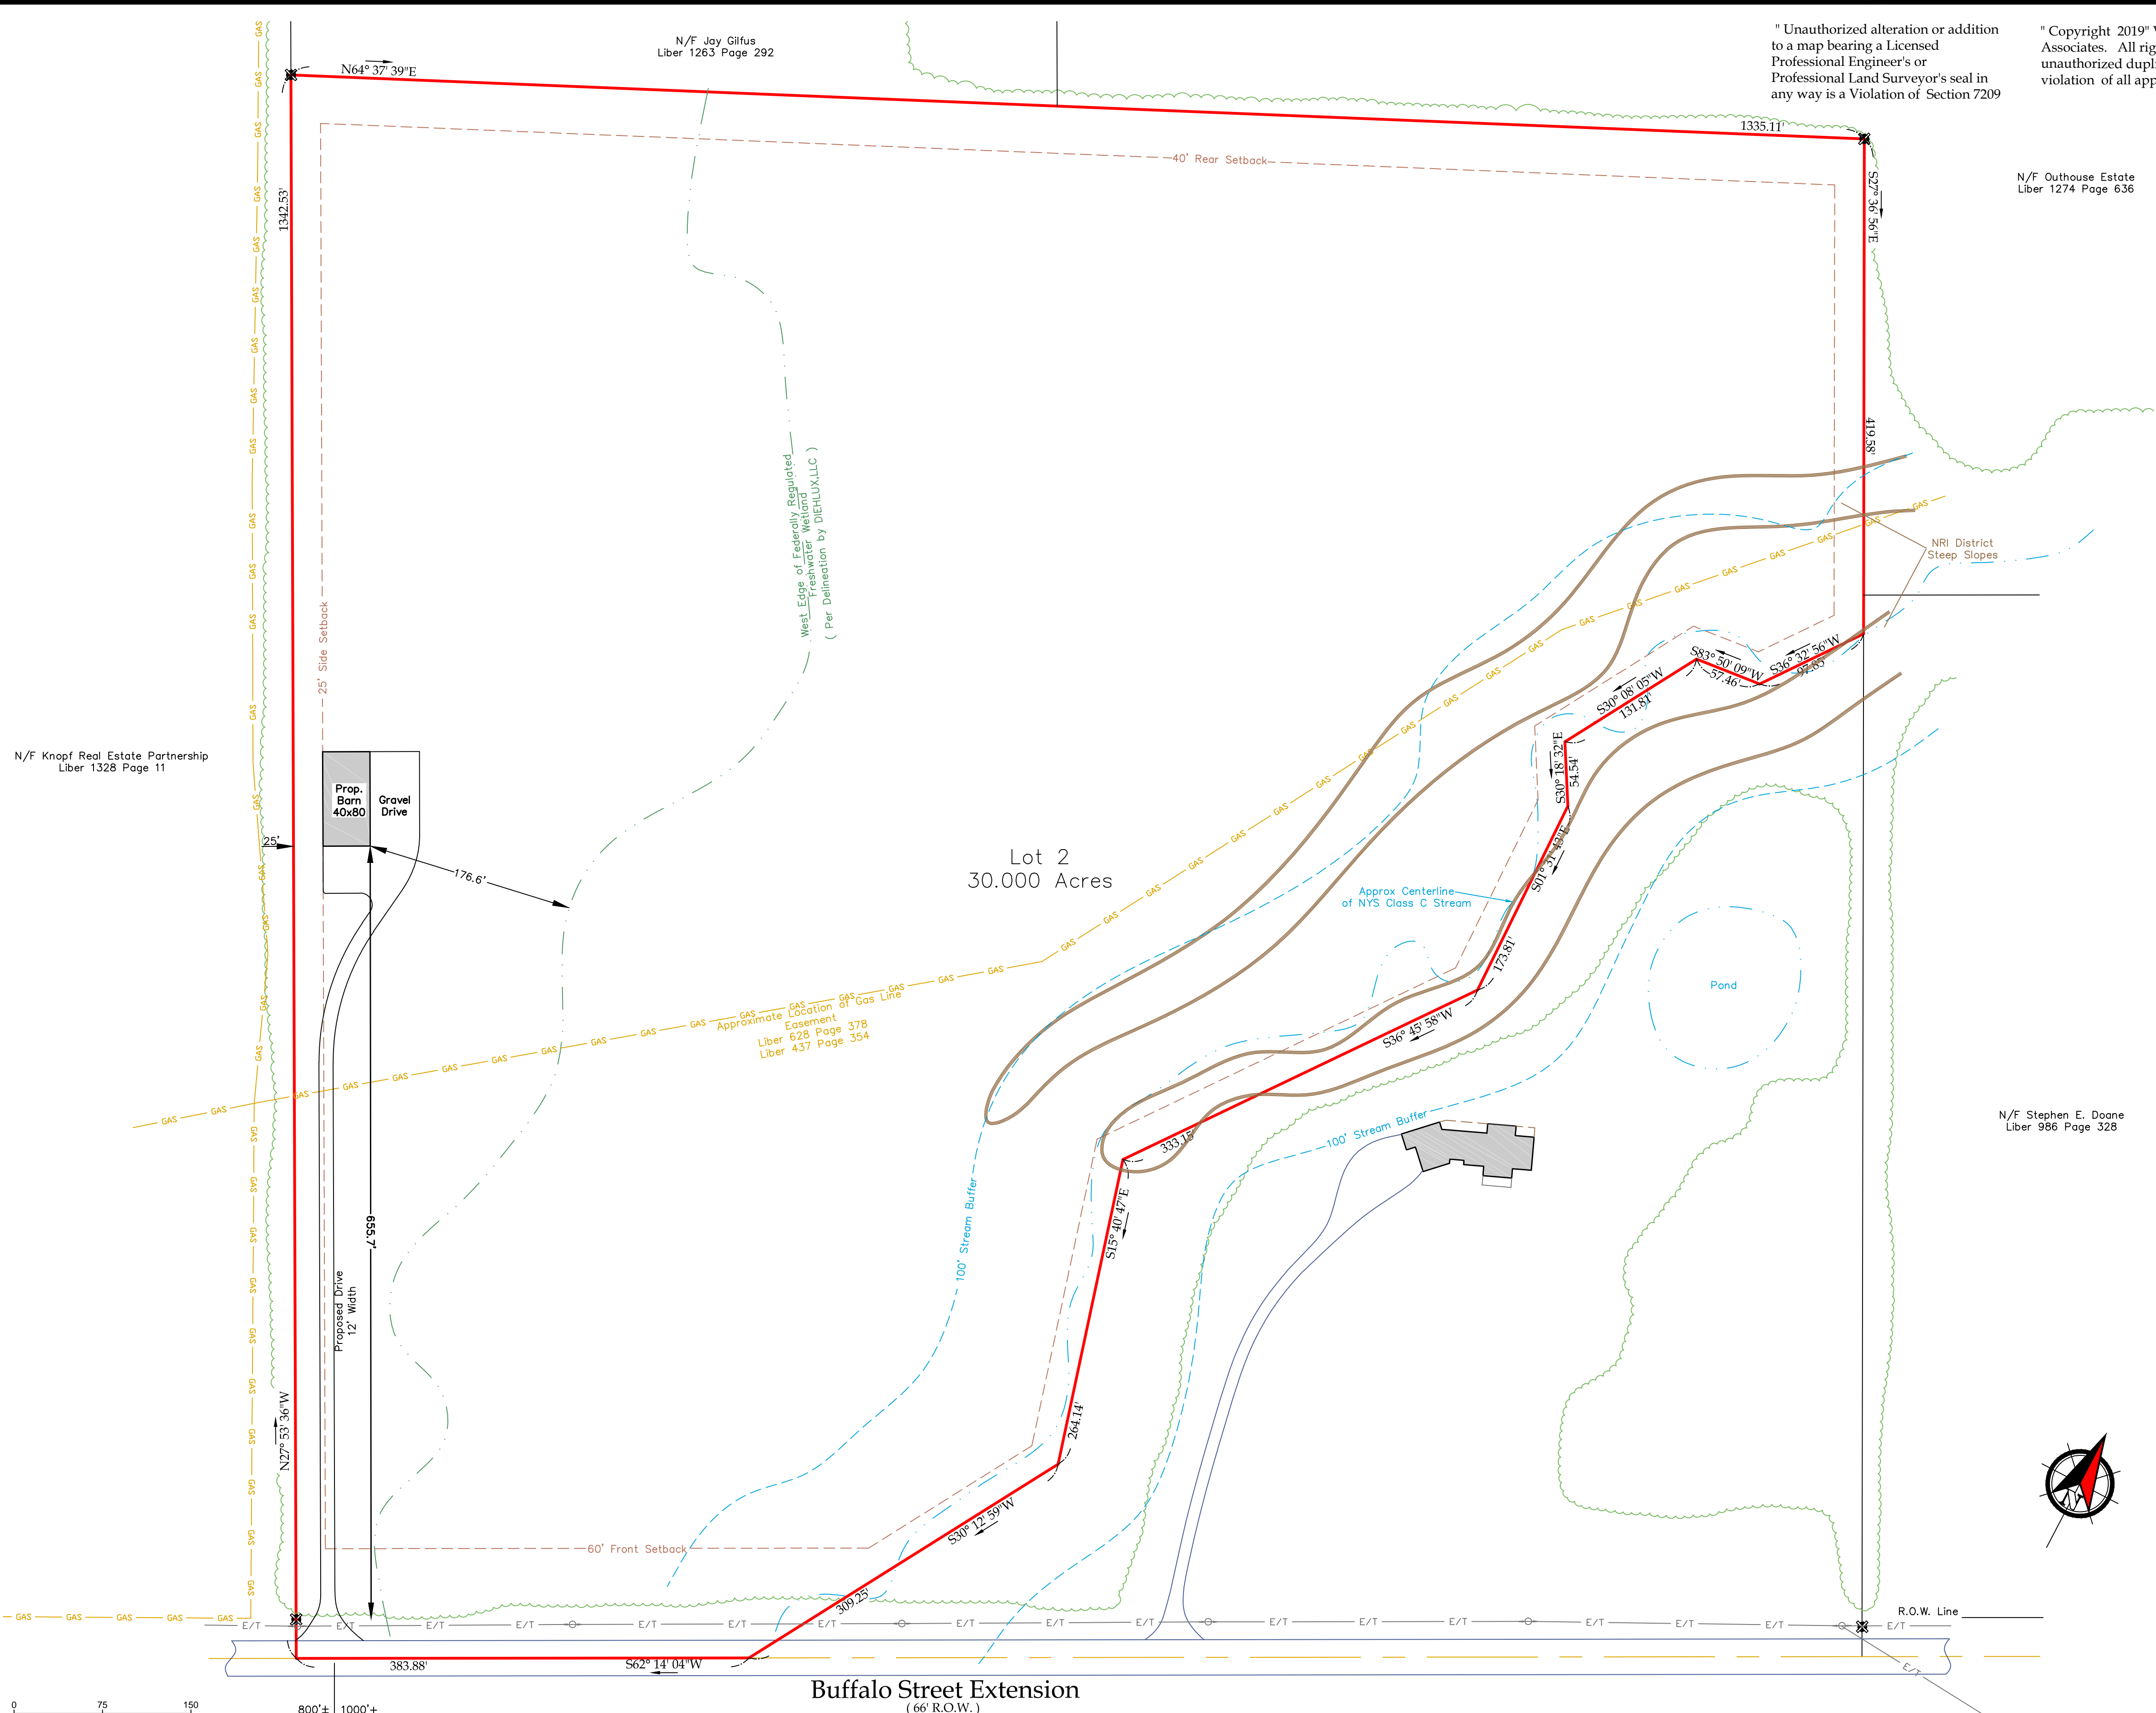 N/F Jay Gilfus
Liber 1263 Page 292
" Unauthorized alteration or addition
to a map bearing a Licensed
Professional Engineer's or
Professional Land Surveyor's seal in
any way is a Violation of Section 7209
" Copyright 2019"
Associates. All
unauthorized
violation of all
N64° 37' 39"E
1335.11'
40' Rear Setback
N/F Outhouse Estate
Liber 1274 Page 636
S27° 36' 56"E
419.58'
1342.53'
25' Side Setback
West Edge of Federally Regulated
Freshwater Wetland
( Per Delineation by DIEHLUX,LLC )
NRI District
Steep Slopes
S36° 32' 56"W
97.85'
S83° 50' 09"W
57.46'
S30° 08' 05"W
131.81'
S30° 18' 32"E
54.54'
S01° 31' 43"E
173.81'
N/F Knopf Real Estate Partnership
Liber 1328 Page 11
Prop.
Barn
40x80
Gravel
Drive
25'
176.6'
Lot 2
30.000 Acres
Approx Centerline
of NYS Class C Stream
Pond
Approximate Location of Gas Line
Easement
Liber 628 Page 378
Liber 437 Page 354
GAS
S36° 45' 58"W
333.15'
100' Stream Buffer
N/F Stephen E. Doane
Liber 986 Page 328
S15° 40' 47"E
264.14'
100' Stream Buffer
655.7'
Proposed Drive
12' Width
N27° 53' 36"W
S30° 12' 59"W
309.25'
60' Front Setback
R.O.W. Line
E/T E/T E/T E/T E/T E/T E/T E/T E/T E/T E/T E/T E/T E/T E/T E/T E/T
E/T
383.88'
S62° 14' 04"W
Buffalo Street Extension
( 66' R.O.W. )
0 75 150
800'± 1000'±